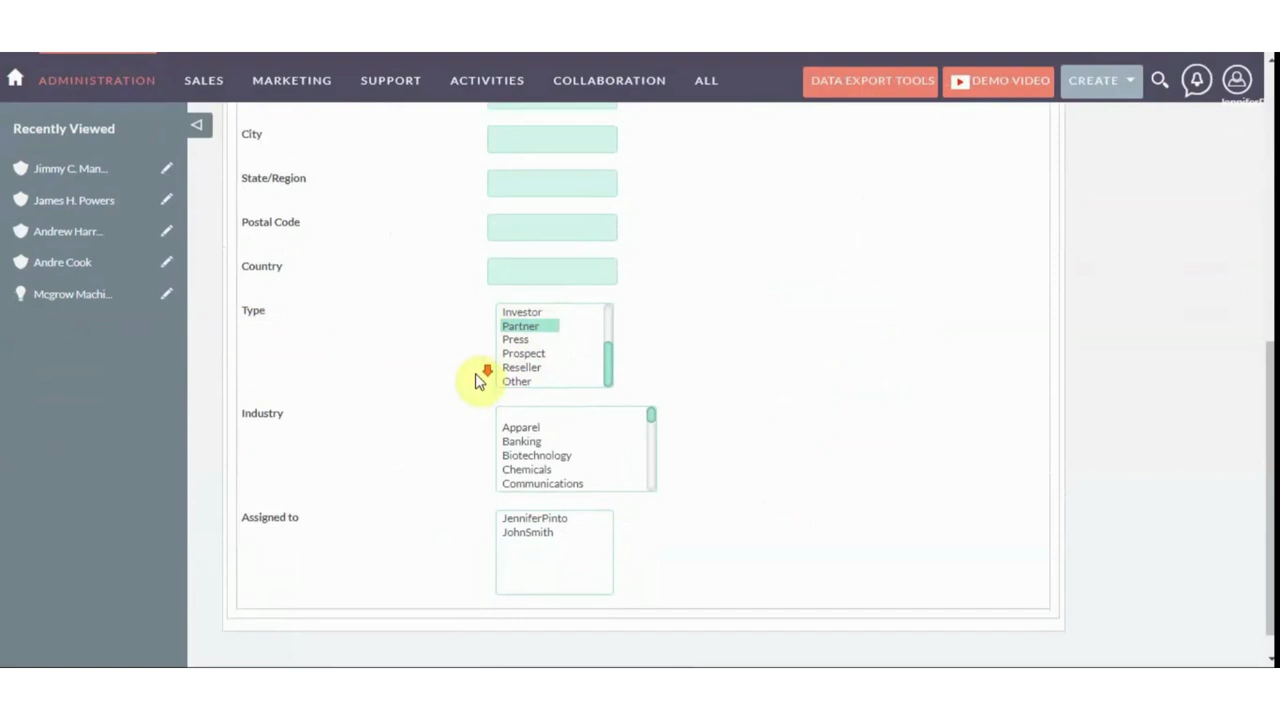 ADMINISTRATION SALES MARKETING SUPPORT ACTIVITIES COLLABORATION ALL DATA EXPORT TOOLS DEMO VIDEO CREATE
Recently Viewed
Jimmy C. Man...
James H. Powers
Andrew Harr...
Andre Cook
Mcgrow Machi...
City
State/Region
Postal Code
Country
Type
Investor
Partner
Press
Prospect
Reseller
Other
Industry
Apparel
Banking
Biotechnology
Chemicals
Communications
Assigned to
JenniferPinto
JohnSmith